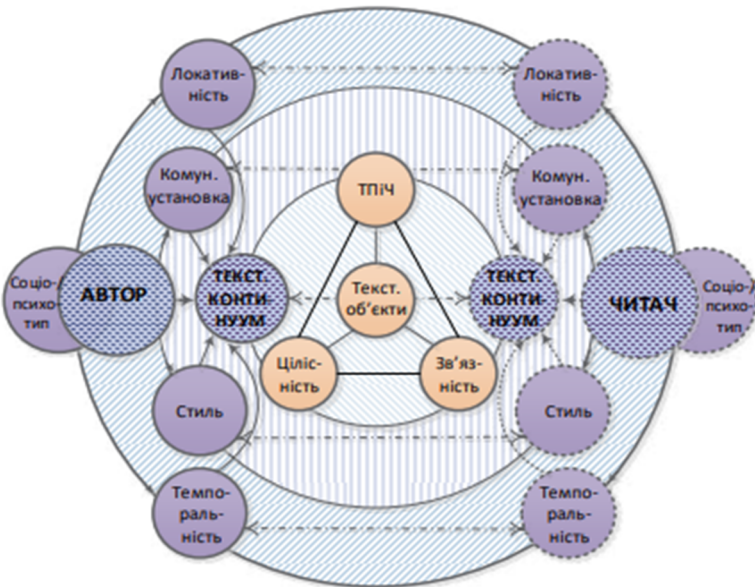 Локатив-
ність
Локатив-
ність
Комун.
установка
ТПіЧ
Комун.
установка
Соціо-
психо-
тип
АВТОР
ТЕКСТ.
КОНТИ-
НУУМ
Текст.
об’єкти
ТЕКСТ.
КОНТИ-
НУУМ
ЧИТАЧ
Соціо-
психо-
тип
Ціліс-
ність
Зв’яз-
ність
Стиль
Стиль
Темпо-
раль-
ність
Темпо-
раль-
ність